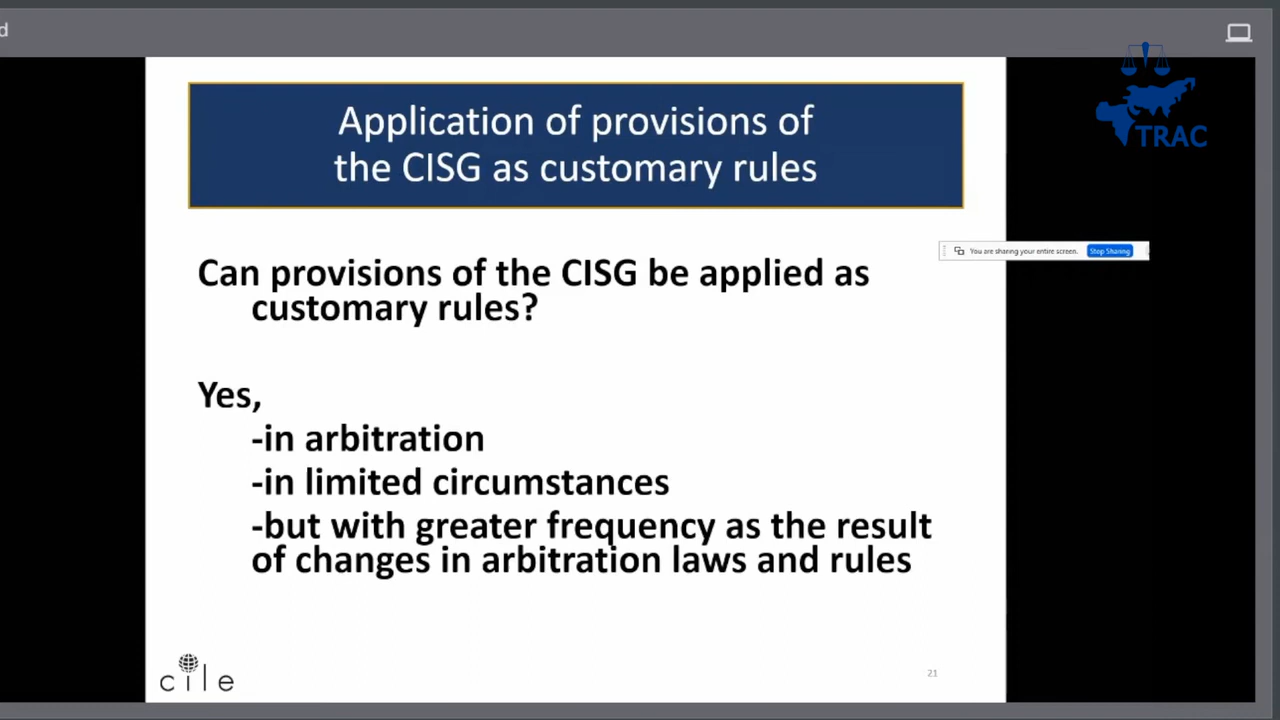 d
TRAC
Application of provisions of
the CISG as customary rules
You are sharing your entire screen. Stop Sharing
Can provisions of the CISG be applied as
customary rules?
Yes,
-in arbitration
-in limited circumstances
-but with greater frequency as the result
of changes in arbitration laws and rules
cile
21